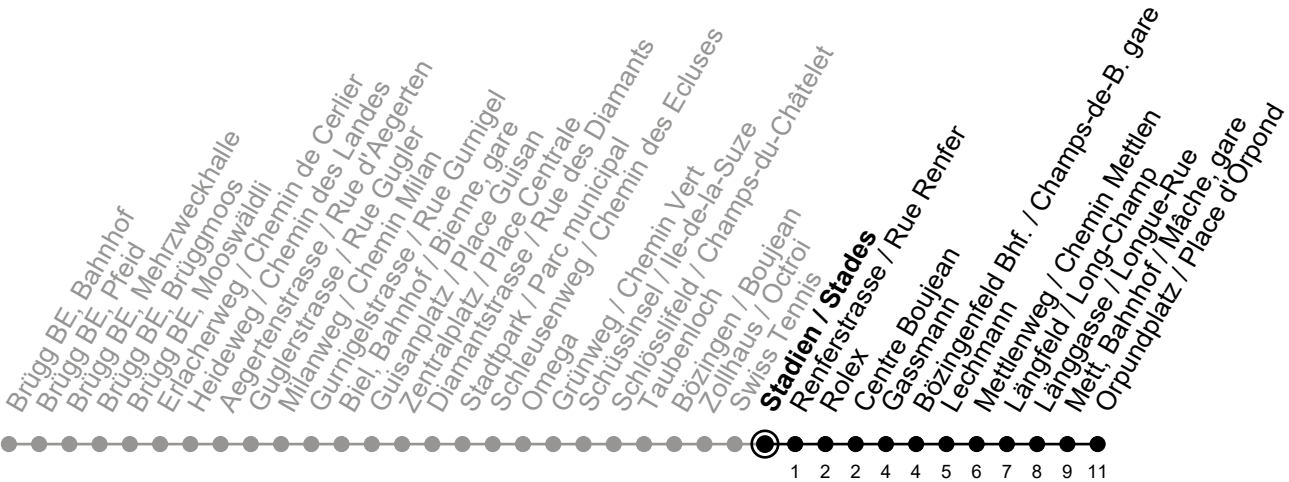 Brügg BE, Bahnhof
Brügg BE, Pfeid
Brügg BE, Mehrzweckhalle
Brügg BE, Brüggmoos
Brügg BE, Mooswäldli
Erlacherweg / Chemin de Cerlier
Heideweg / Chemin des Landes
Aegertenstrasse / Rue d'Aegerten
Guglerstrasse / Rue Gugler
Milanweg / Chemin Milan
Gurnigelstrasse / Rue Gurnigel
Biel, Bahnhof / Bienne, gare
Guisanplatz / Place Guisan
Zentralplatz / Place Centrale
Diamantstrasse / Rue des Diamants
Stadtpark / Parc municipal
Schleusenweg / Chemin des Ecluses
Omega
Grünweg / Chemin Vert
Schüssinsel / Ile-de-la-Suze
Schlösslifeld / Champs-du-Châtelet
Taubenloch
Bözingen / Boujean
Zollhaus / Octroi
Swiss Tennis
Stadien / Stades
Renferstrasse / Rue Renfer
Rolex
Centre Boujean
Gassmann
Bözingenfeld Bhf. / Champs-de-B. gare
Lechmann
Mettlenweg / Chemin Mettlen
Längfeld / Long-Champ
Länggasse / Longue-Rue
Mett, Bahnhof / Mâche, gare
Orpundplatz / Place d'Orpond
1 2 2 4 4 5 6 7 8 9 11